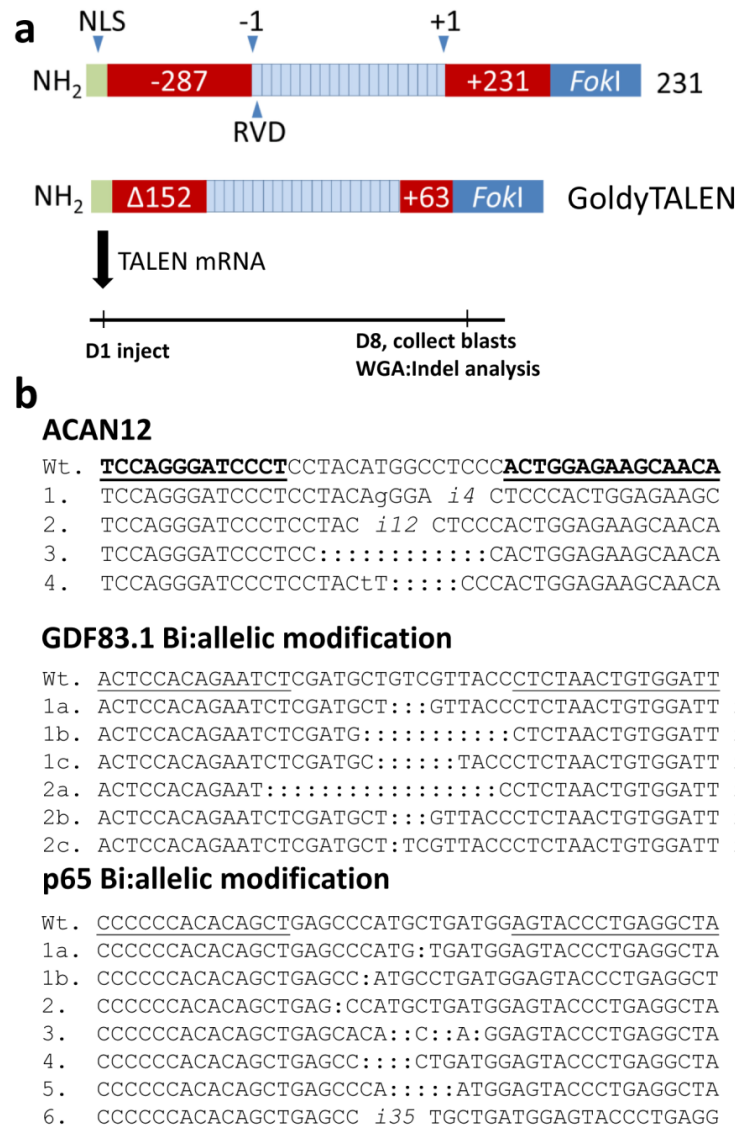 a
NLS -1 +1
NH2 -287 +231 FokI 231
RVD
NH2 Δ152 +63 FokI GoldyTALEN
TALEN mRNA
D1 inject
D8, collect blasts
WGA:Indel analysis
b
ACAN12
Wt. TCCAGGGATCCCTCCTACATGGCCTCCCACTGGAGAAGCAACA
1. TCCAGGGATCCCTCCTACAgGGA i4 CTCCCACTGGAGAAGC
2. TCCAGGGATCCCTCCTAC i12 CTCCCACTGGAGAAGCAACA
3. TCCAGGGATCCCTCC::::::::::::CACTGGAGAAGCAACA
4. TCCAGGGATCCCTCCTACtT:::::CCCACTGGAGAAGCAACA
GDF83.1 Bi:allelic modification
Wt. ACTCCACAGAATCTCGATGCTGTCGTTACCCTCTAACTGTGGATT
1a. ACTCCACAGAATCTCGATGCT:::GTTACCCTCTAACTGTGGATT
1b. ACTCCACAGAATCTCGATG:::::::::::CTCTAACTGTGGATT
1c. ACTCCACAGAATCTCGATGC::::::TACCCTCTAACTGTGGATT
2a. ACTCCACAGAAT:::::::::::::::::CCTCTAACTGTGGATT
2b. ACTCCACAGAATCTCGATGCT:::GTTACCCTCTAACTGTGGATT
2c. ACTCCACAGAATCTCGATGCT:TCGTTACCCTCTAACTGTGGATT
p65 Bi:allelic modification
Wt. CCCCCCACACAGCTGAGCCCATGCTGATGGAGTACCCTGAGGCTA
1a. CCCCCCACACAGCTGAGCCCATG:TGATGGAGTACCCTGAGGCTA
1b. CCCCCCACACAGCTGAGCC:ATGCCTGATGGAGTACCCTGAGGCT
2. CCCCCCACACAGCTGAG:CCATGCTGATGGAGTACCCTGAGGCTA
3. CCCCCCACACAGCTGAGCACA::C::A:GGAGTACCCTGAGGCTA
4. CCCCCCACACAGCTGAGCC::::CTGATGGAGTACCCTGAGGCTA
5. CCCCCCACACAGCTGAGCCCA:::::ATGGAGTACCCTGAGGCTA
6. CCCCCCACACAGCTGAGCC i35 TGCTGATGGAGTACCCTGAGG